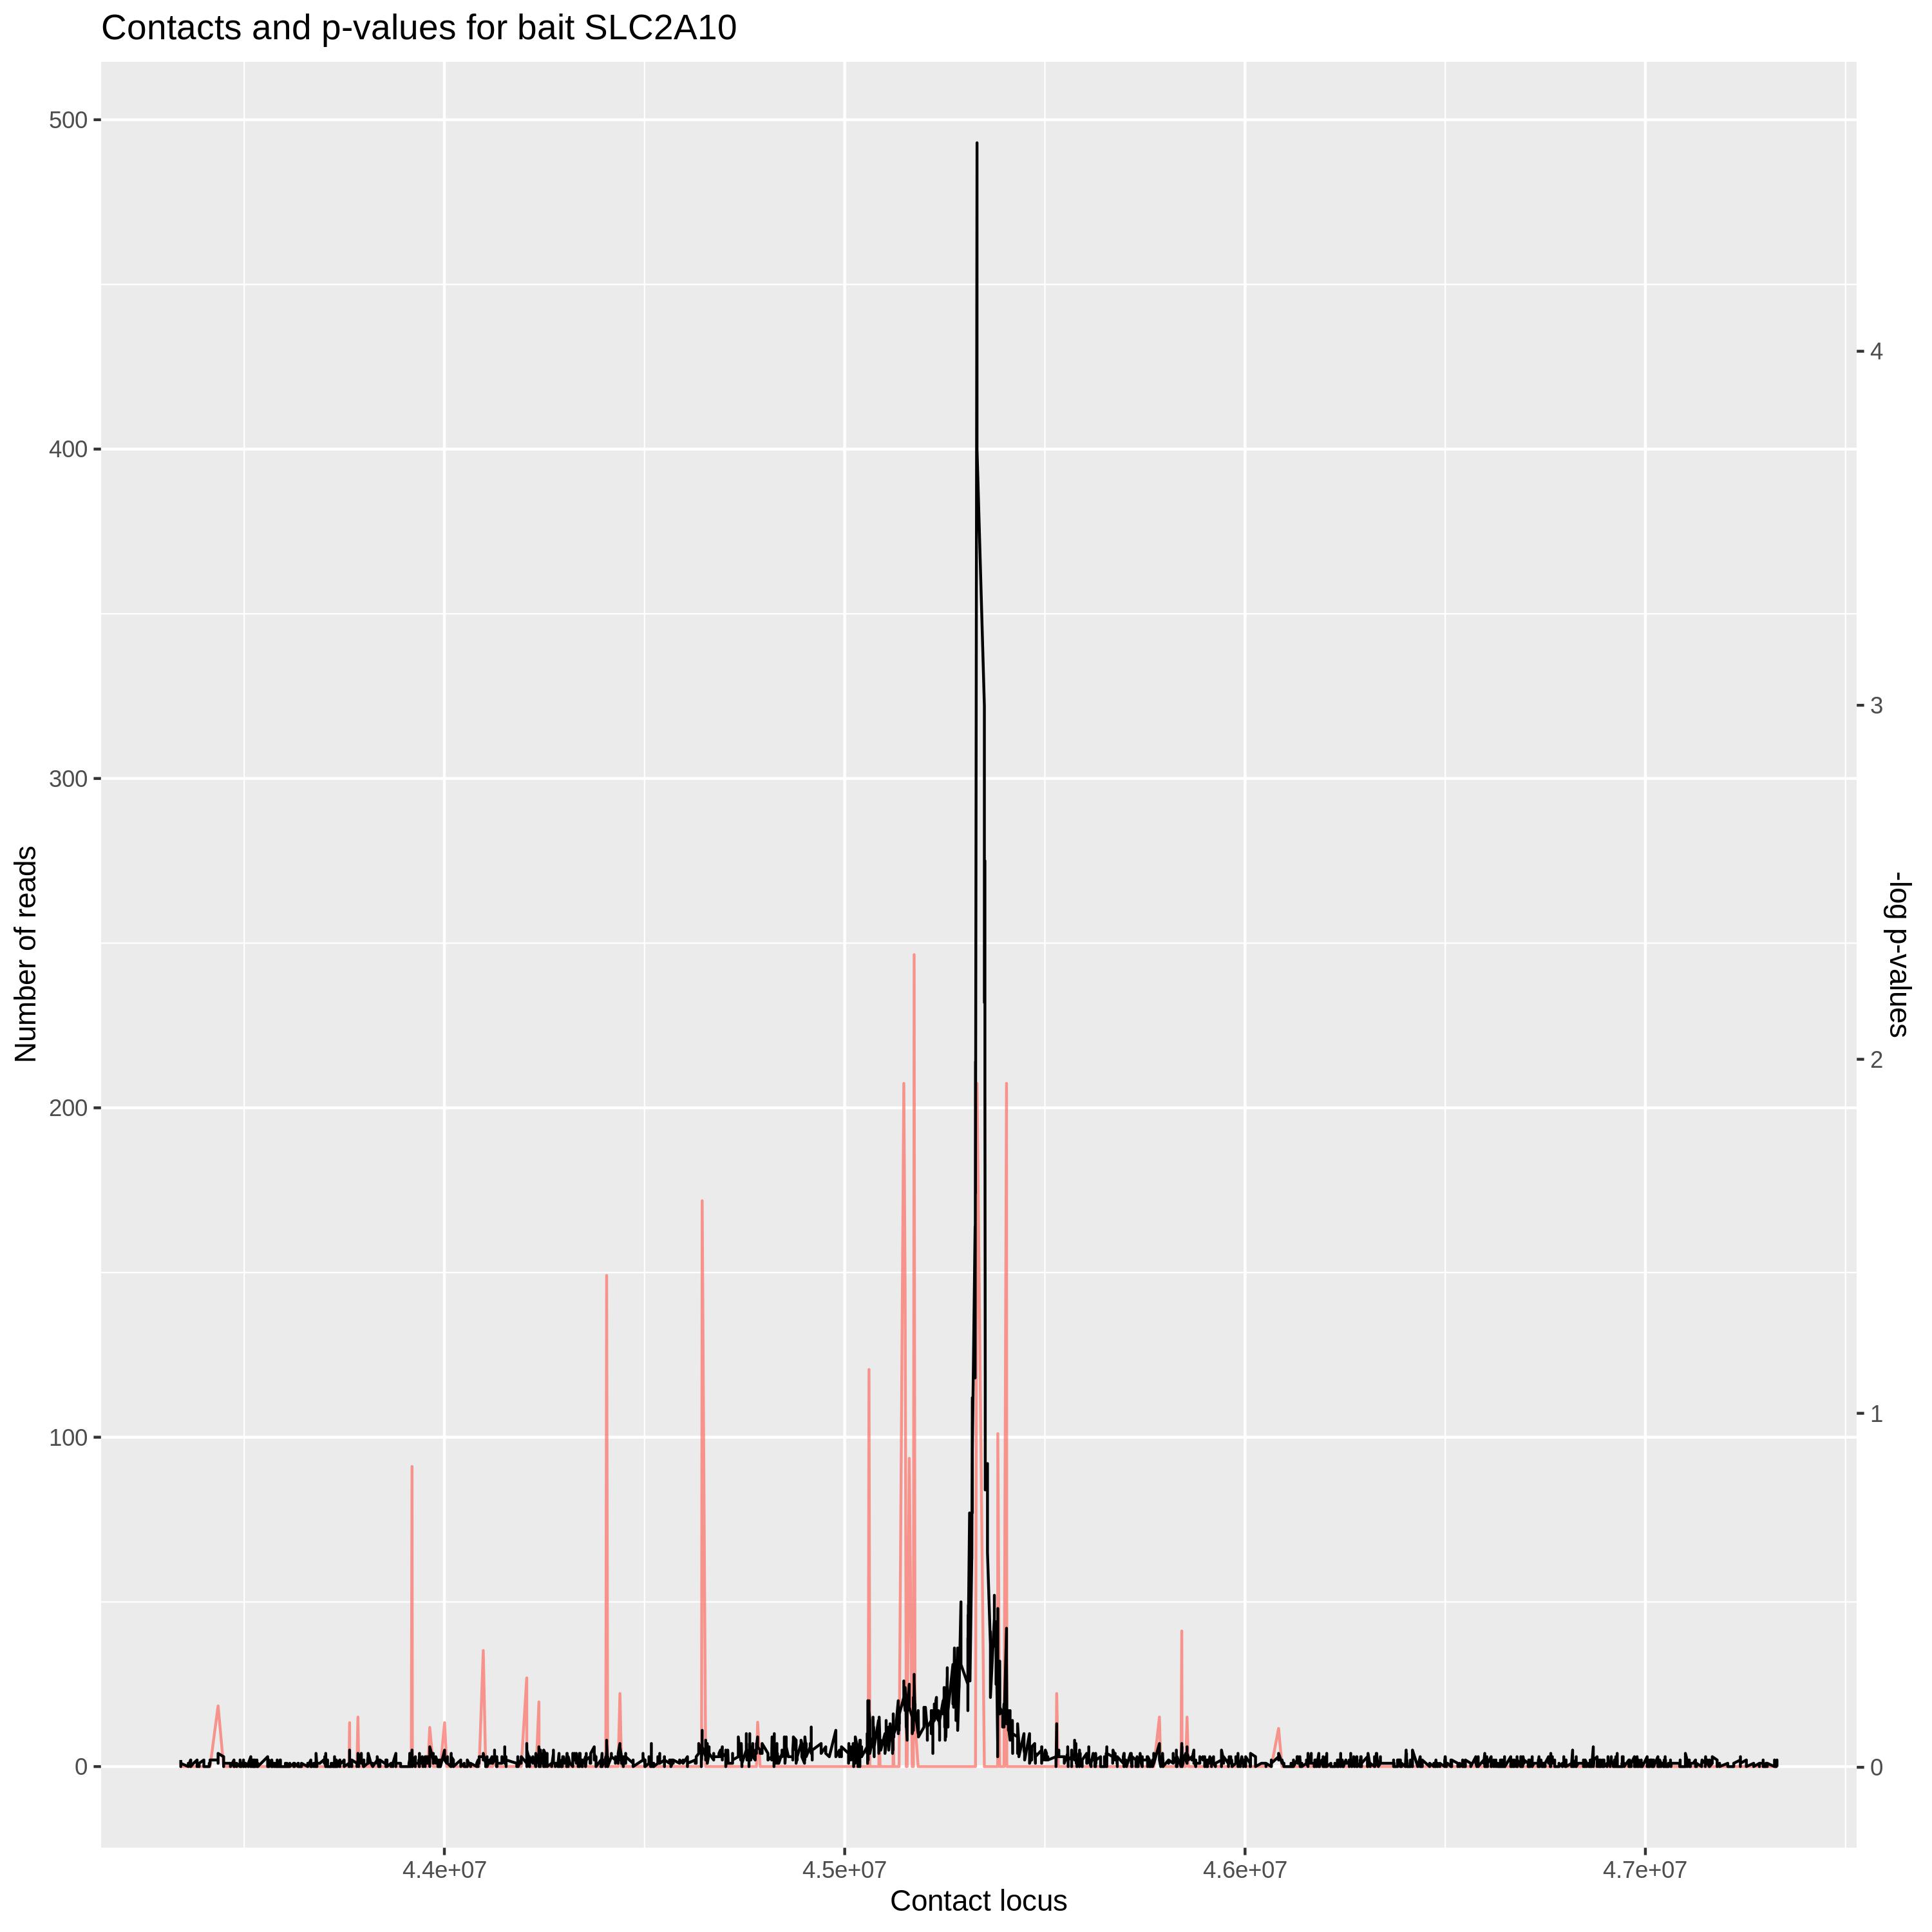 Contacts and p-values for bait SLC2A10
500
400
300
200
100
0
Number of reads
4
3
2
1
0
-log p-values
4.4e+07
4.5e+07
4.6e+07
4.7e+07
Contact locus